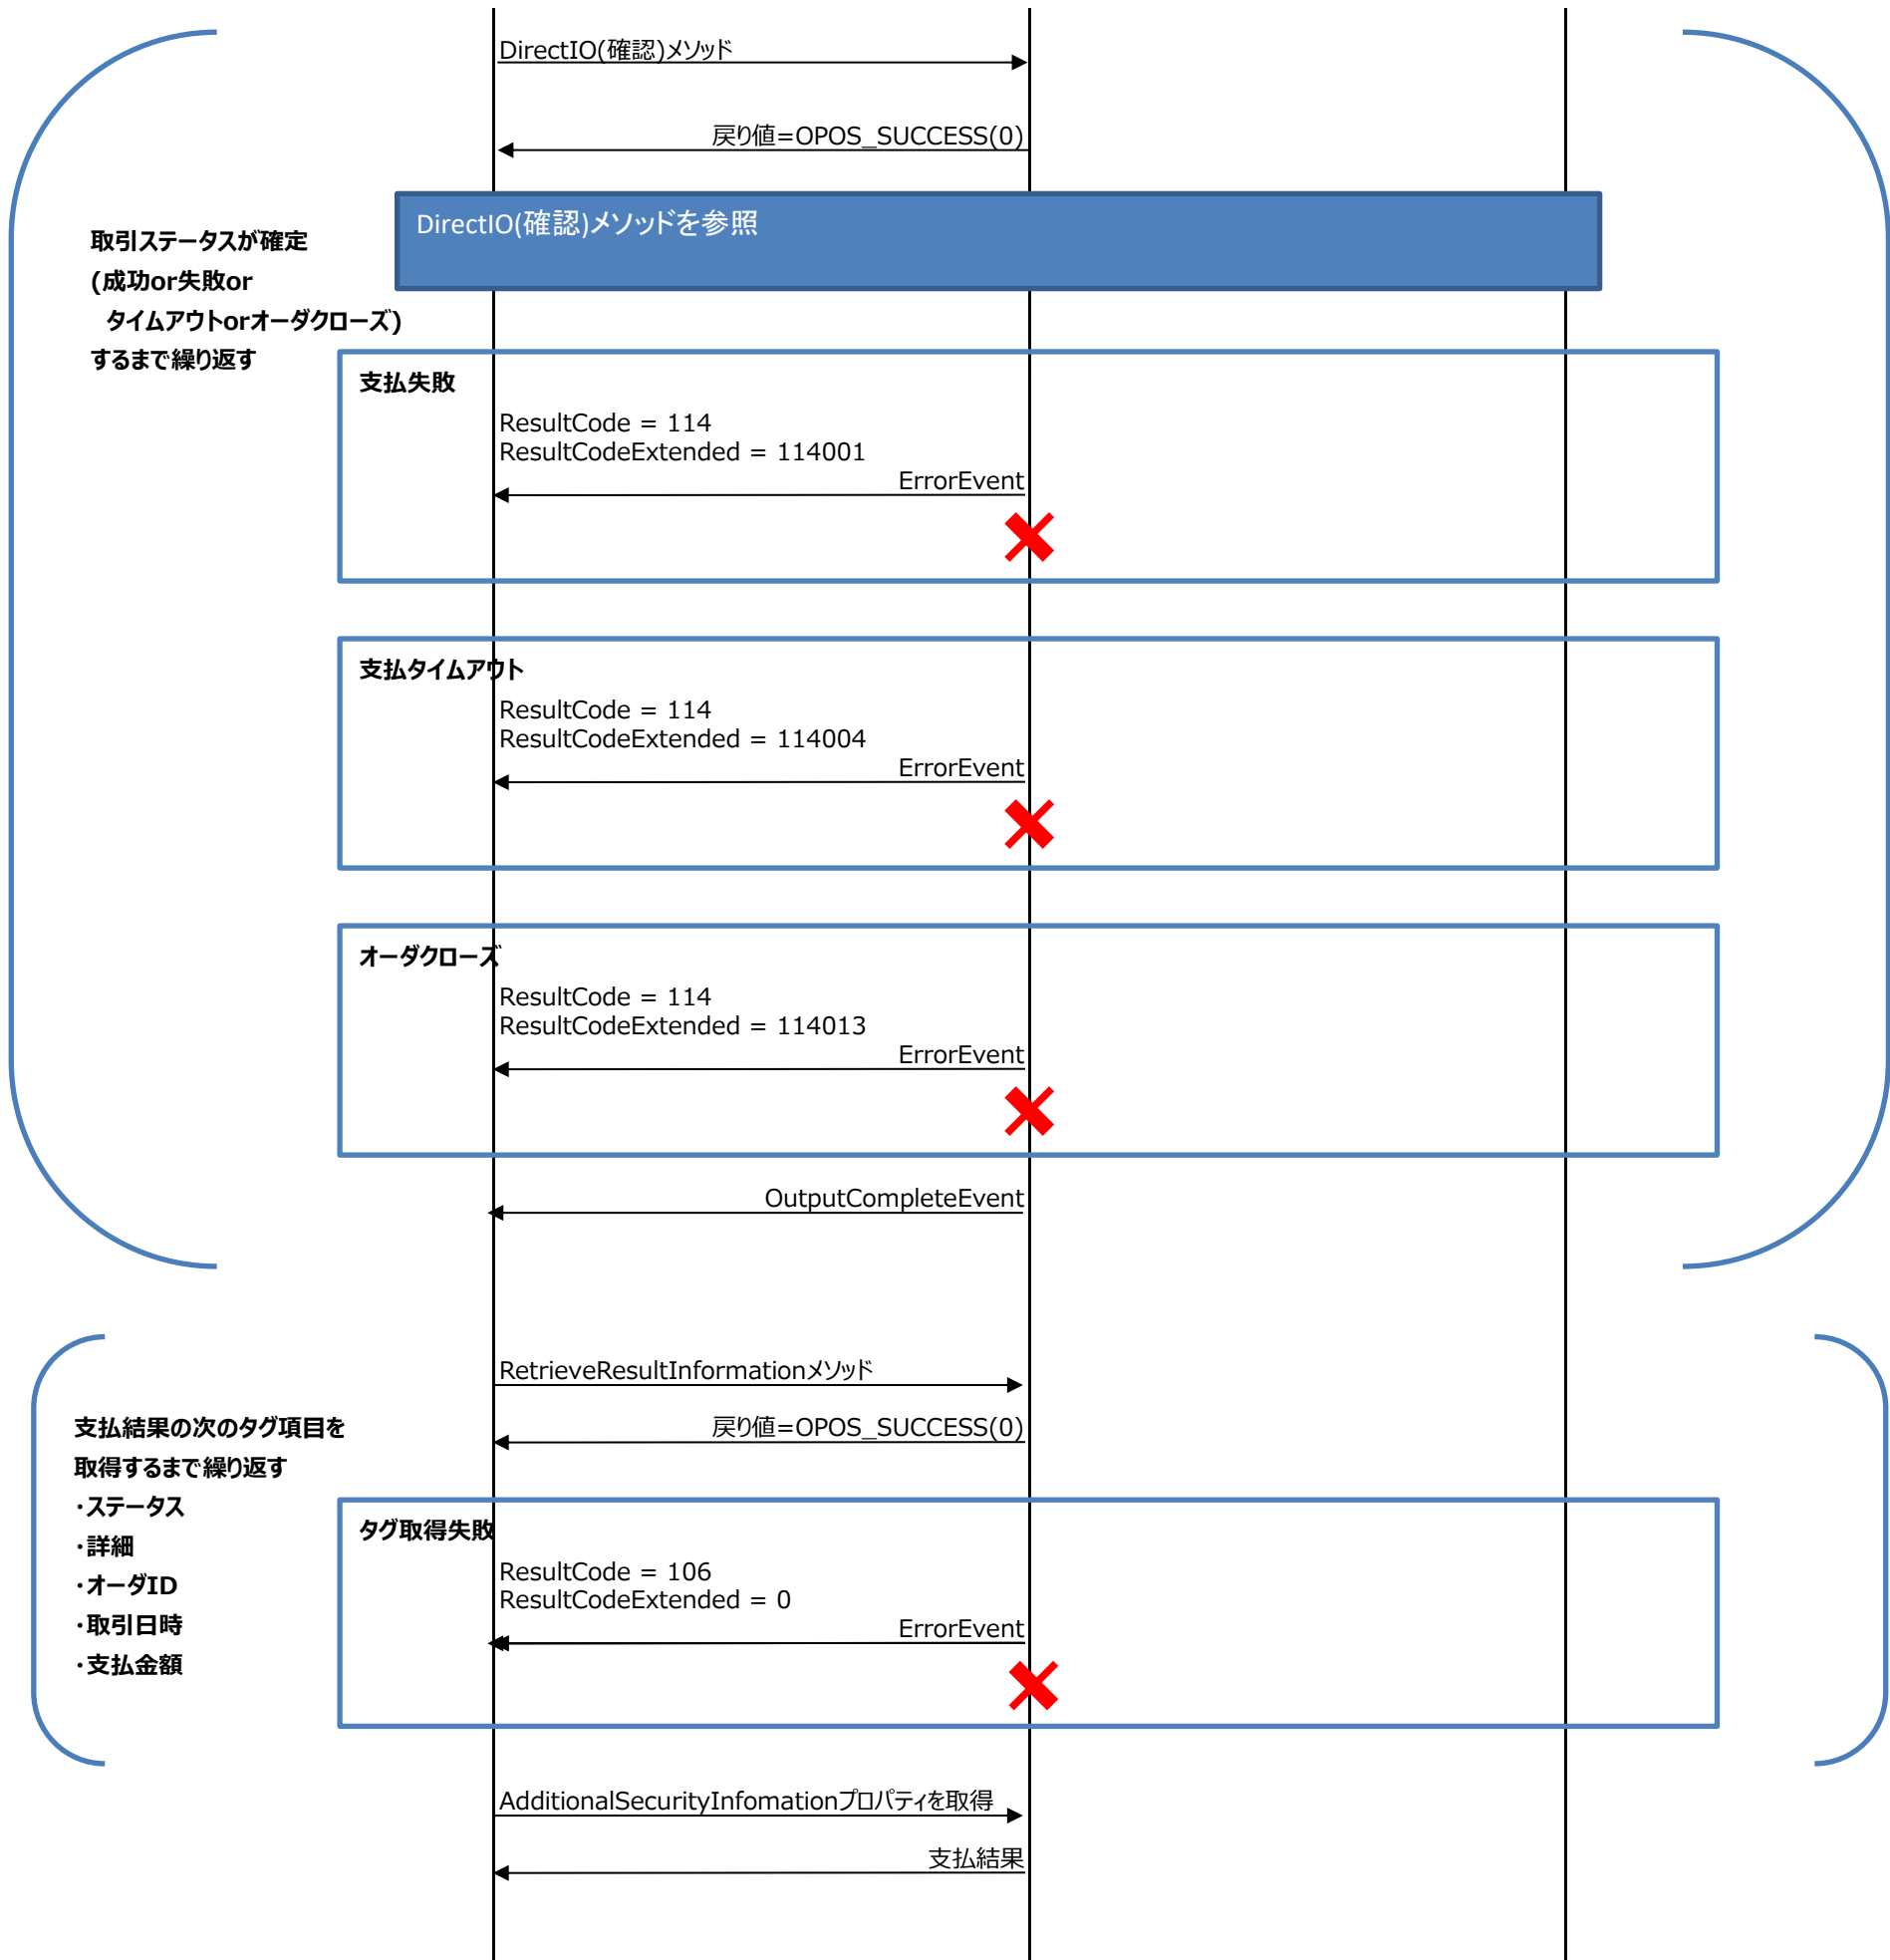 DirectIO(確認)メソッド
戻り値=OPOS_SUCCESS(0)
DirectIO(確認)メソッドを参照
取引ステータスが確定
(成功or失敗or
タイムアウトorオーダクローズ)
するまで繰り返す
支払失敗
ResultCode = 114
ResultCodeExtended = 114001
ErrorEvent
支払タイムアウト
ResultCode = 114
ResultCodeExtended = 114004
ErrorEvent
オーダクローズ
ResultCode = 114
ResultCodeExtended = 114013
ErrorEvent
OutputCompleteEvent
RetrieveResultInformationメソッド
戻り値=OPOS_SUCCESS(0)
支払結果の次のタグ項目を
取得するまで繰り返す
・ステータス
・詳細
・オーダID
・取引日時
・支払金額
タグ取得失敗
ResultCode = 106
ResultCodeExtended = 0
ErrorEvent
AdditionalSecurityInfomationプロパティを取得
支払結果